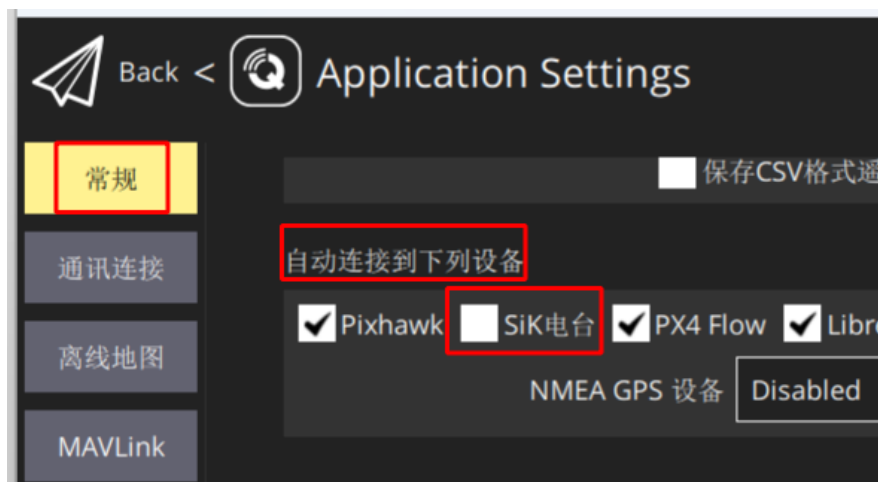 Back < Application Settings
常规
保存CSV格式遥
通讯连接
自动连接到下列设备
Pixhawk SiK电台 PX4 Flow Libre
离线地图
NMEA GPS 设备 Disabled
MAVLink